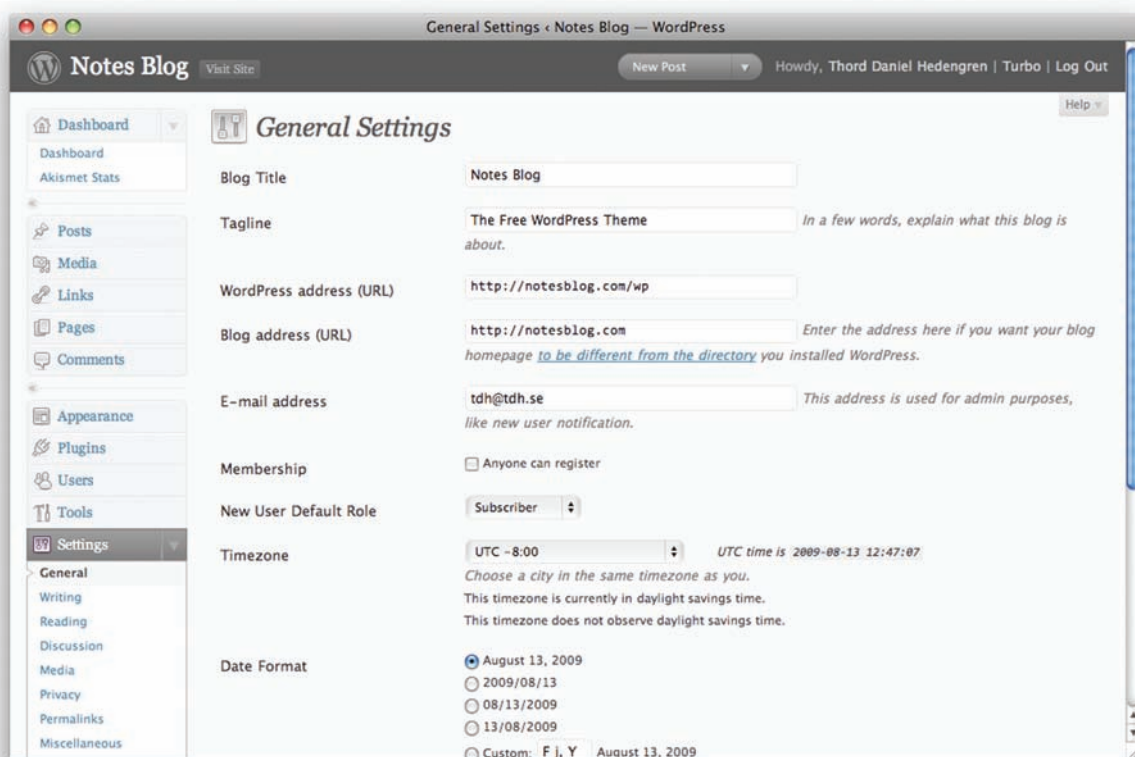 General Settings ‹ Notes Blog — WordPress
Notes Blog Visit Site New Post Howdy, Thord Daniel Hedengren | Turbo | Log Out
Help
Dashboard
Dashboard
Akismet Stats
Posts
Media
Links
Pages
Comments
Appearance
Plugins
Users
Tools
Settings
General
Writing
Reading
Discussion
Media
Privacy
Permalinks
Miscellaneous
General Settings
Blog Title Notes Blog
Tagline The Free WordPress Theme In a few words, explain what this blog is
about.
WordPress address (URL) http://notesblog.com/wp
Blog address (URL) http://notesblog.com Enter the address here if you want your blog
homepage to be different from the directory you installed WordPress.
E-mail address tdh@tdh.se This address is used for admin purposes,
like new user notification.
Membership Anyone can register
New User Default Role Subscriber
Timezone UTC -8:00 UTC time is 2009-08-13 12:47:07
Choose a city in the same timezone as you.
This timezone is currently in daylight savings time.
This timezone does not observe daylight savings time.
Date Format August 13, 2009
2009/08/13
08/13/2009
13/08/2009
Custom: F j, Y August 13, 2009